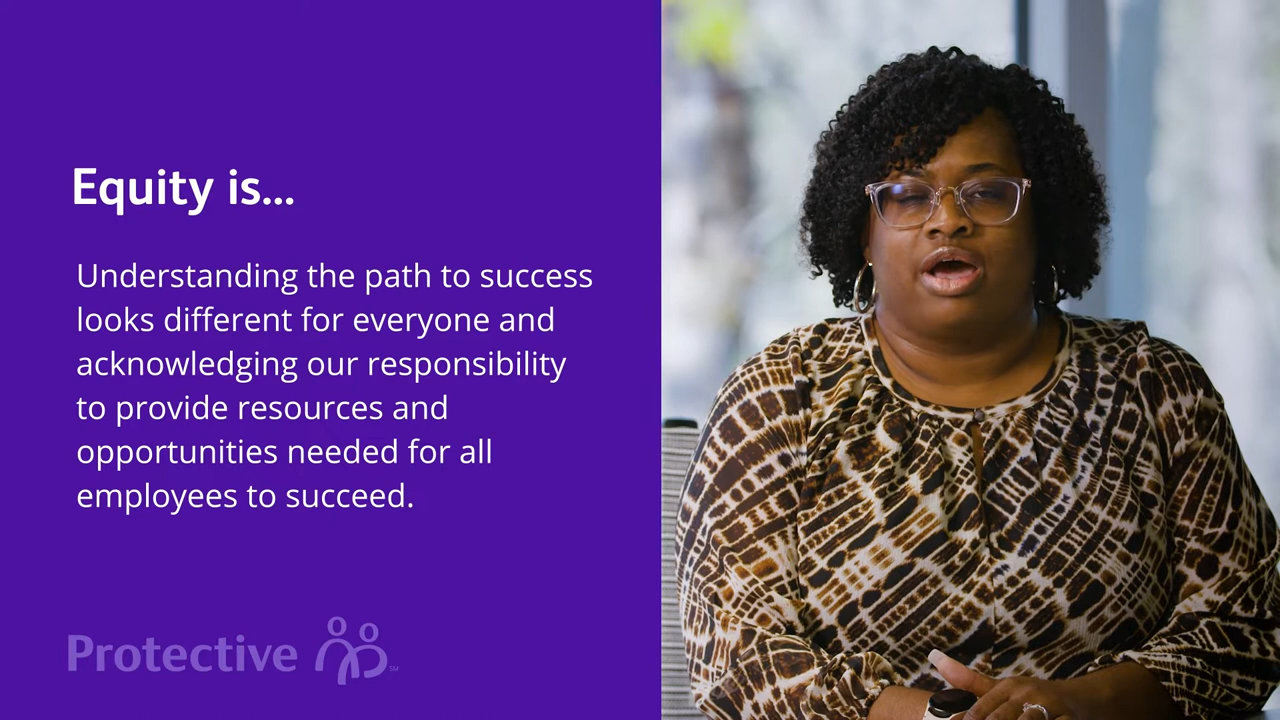 Equity is...
Understanding the path to success
looks different for everyone and
acknowledging our responsibility
to provide resources and
opportunities needed for all
employees to succeed.
Protective SM